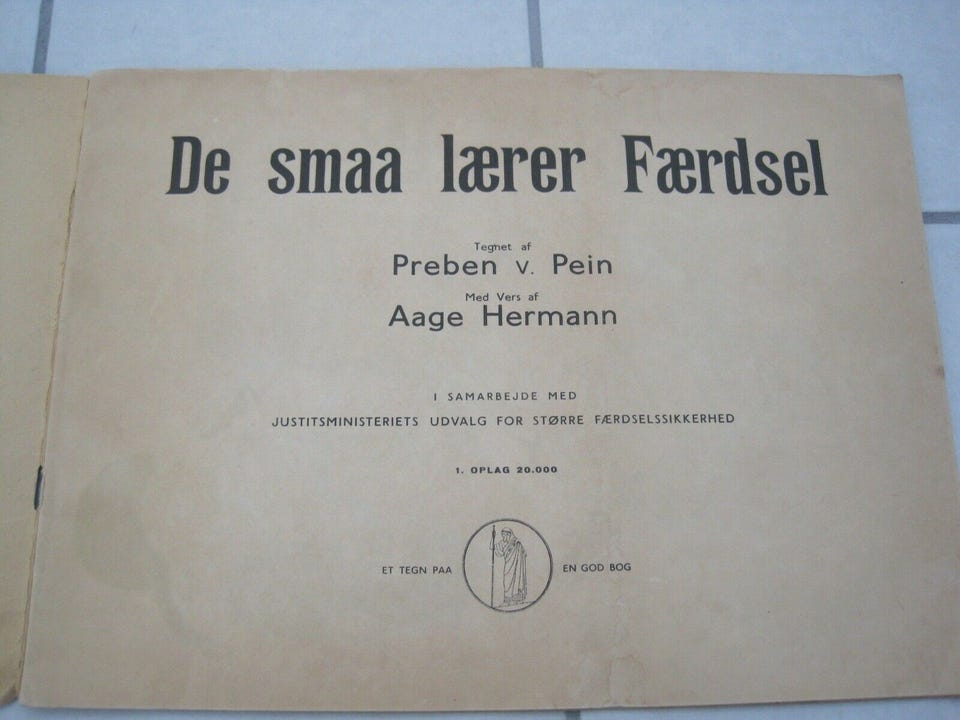 De smaa lærer Færdsel
Tegnet af
Preben v. Pein
Med Vers af
Aage Hermann
I SAMARBEJDE MED
JUSTITSMINISTERIETS UDVALG FOR STØRRE FÆRDSELSSIKKERHED
1. OPLAG 20.000
ET TEGN PAA EN GOD BOG